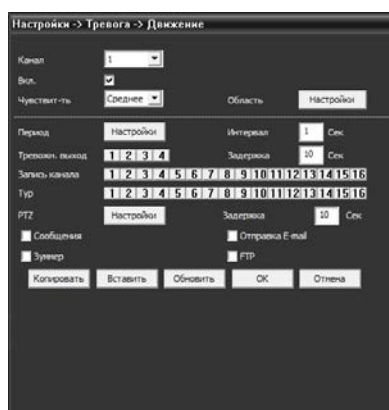 Настройки -> Тревога -> Движение
Канал 1
Вкл.
Чувствит-ть Среднее Область Настройки
Период Настройки Интервал 1 Сек
Тревожн. выход 1 2 3 4 Задержка 10 Сек
Запись канала 1 2 3 4 5 6 7 8 9 10 11 12 13 14 15 16
Тур 1 2 3 4 5 6 7 8 9 10 11 12 13 14 15 16
PTZ Настройки Задержка 10 Сек
Сообщения Отправка E-mail
Зуммер FTP
Копировать Вставить Обновить OK Отмена